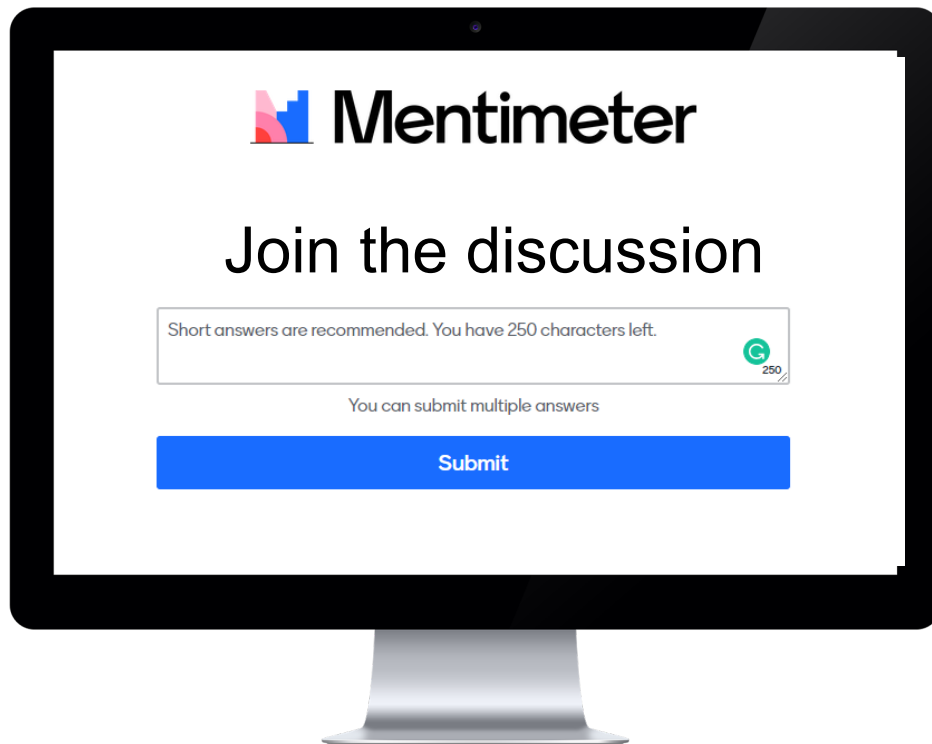 Mentimeter
Join the discussion
Short answers are recommended. You have 250 characters left.
250
You can submit multiple answers
Submit